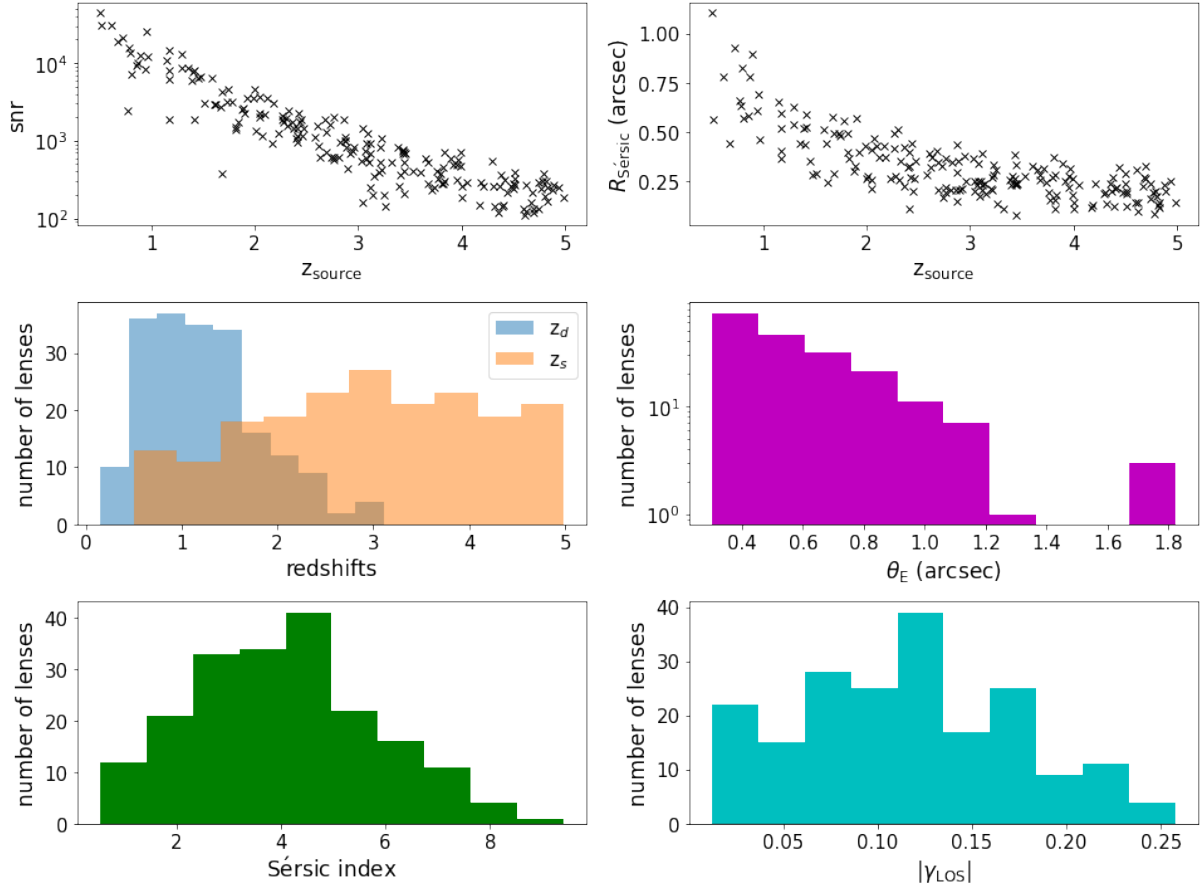 snr
10^4
10^3
10^2
1 2 3 4 5
z_source
R_Sérsic (arcsec)
1.00
0.75
0.50
0.25
1 2 3 4 5
z_source
number of lenses
30
20
10
0
z_d
z_s
0 1 2 3 4 5
redshifts
number of lenses
10^1
10^0
0.4 0.6 0.8 1.0 1.2 1.4 1.6 1.8
θ_E (arcsec)
number of lenses
40
30
20
10
0
2 4 6 8
Sérsic index
number of lenses
40
30
20
10
0
0.05 0.10 0.15 0.20 0.25
|γ_LOS|